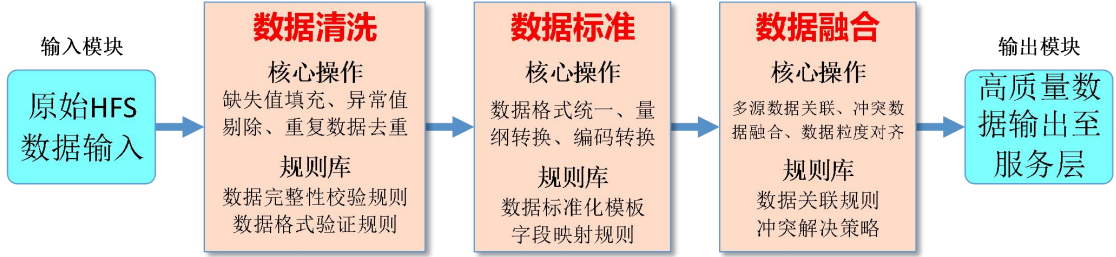 输入模块
原始HFS
数据输入
数据清洗
核心操作
缺失值填充、异常值
剔除、重复数据去重
规则库
数据完整性校验规则
数据格式验证规则
数据标准
核心操作
数据格式统一、量
纲转换、编码转换
规则库
数据标准化模板
字段映射规则
数据融合
核心操作
多源数据关联、冲突数
据融合、数据粒度对齐
规则库
数据关联规则
冲突解决策略
输出模块
高质量数
据输出至
服务层